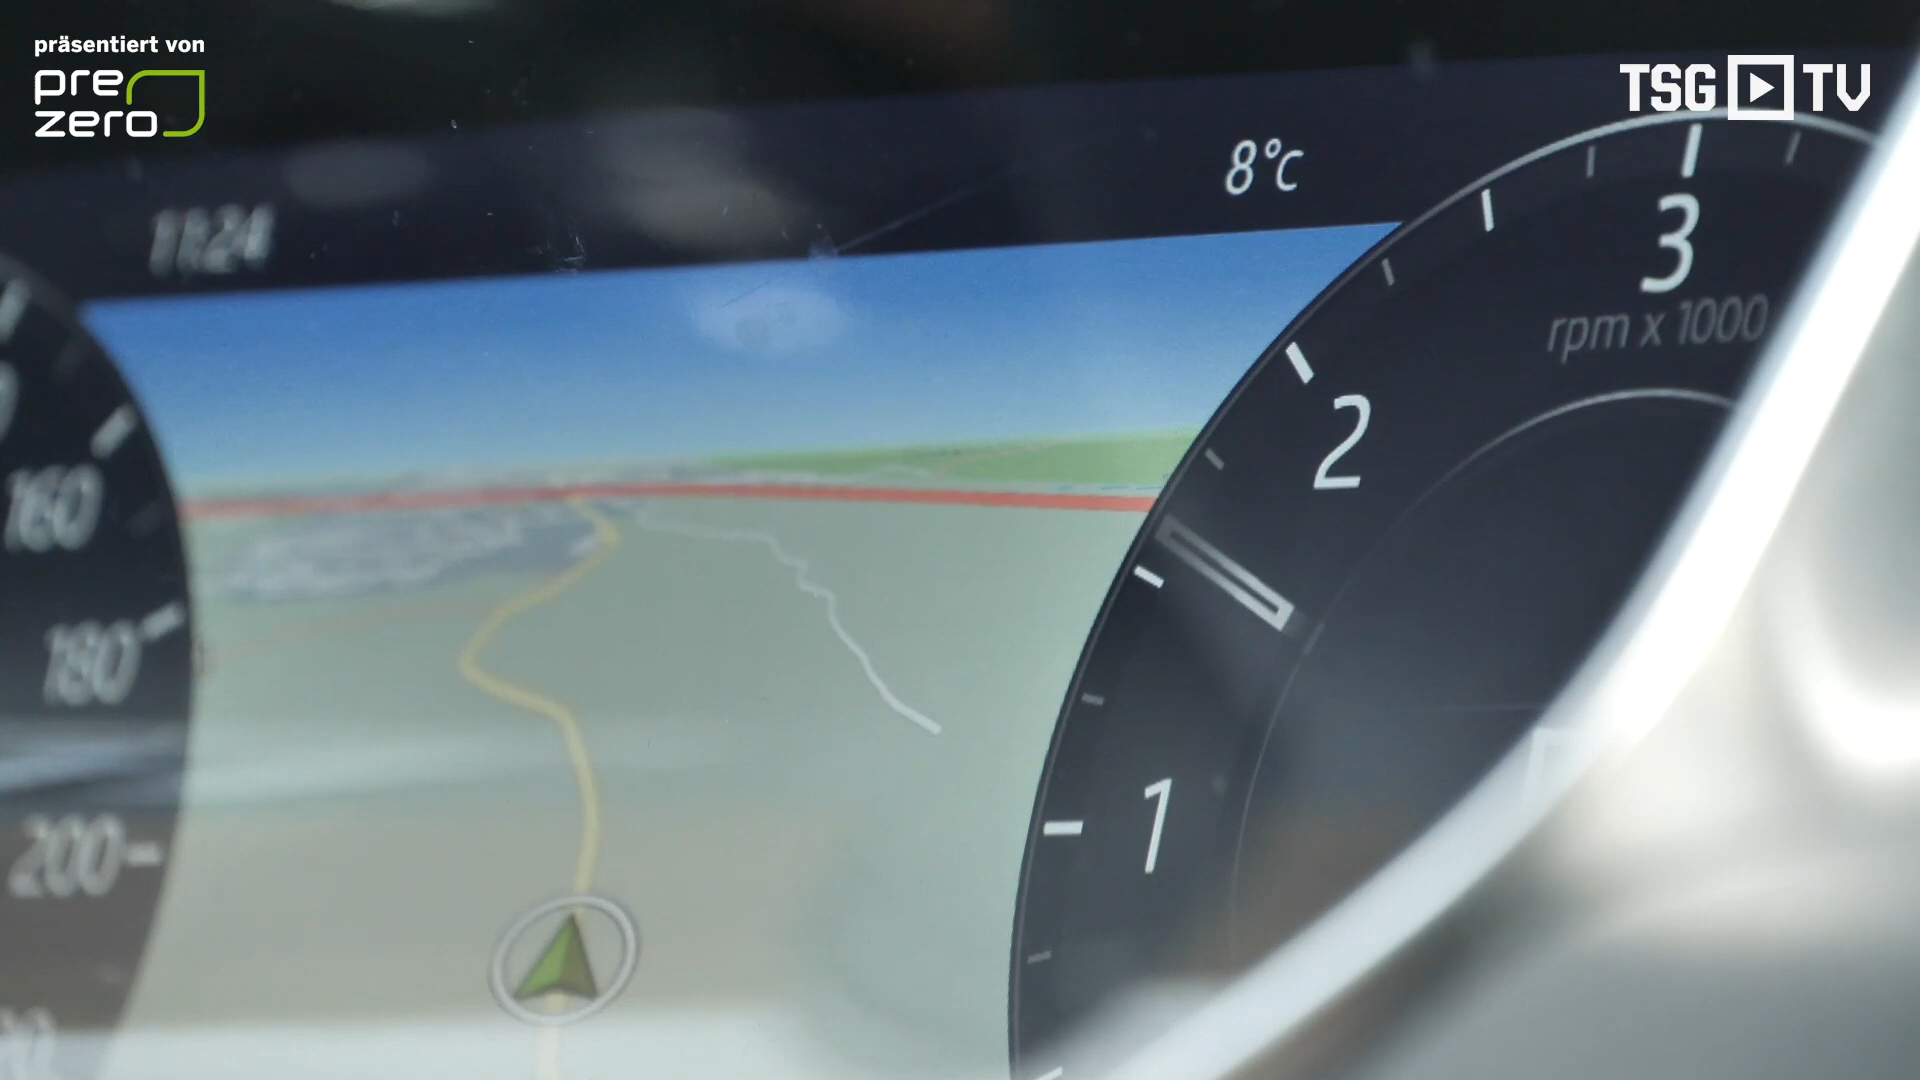 präsentiert von
pre
zero
TSG TV
8°C
11:24
3
rpm x 1000
2
160
180
1
200